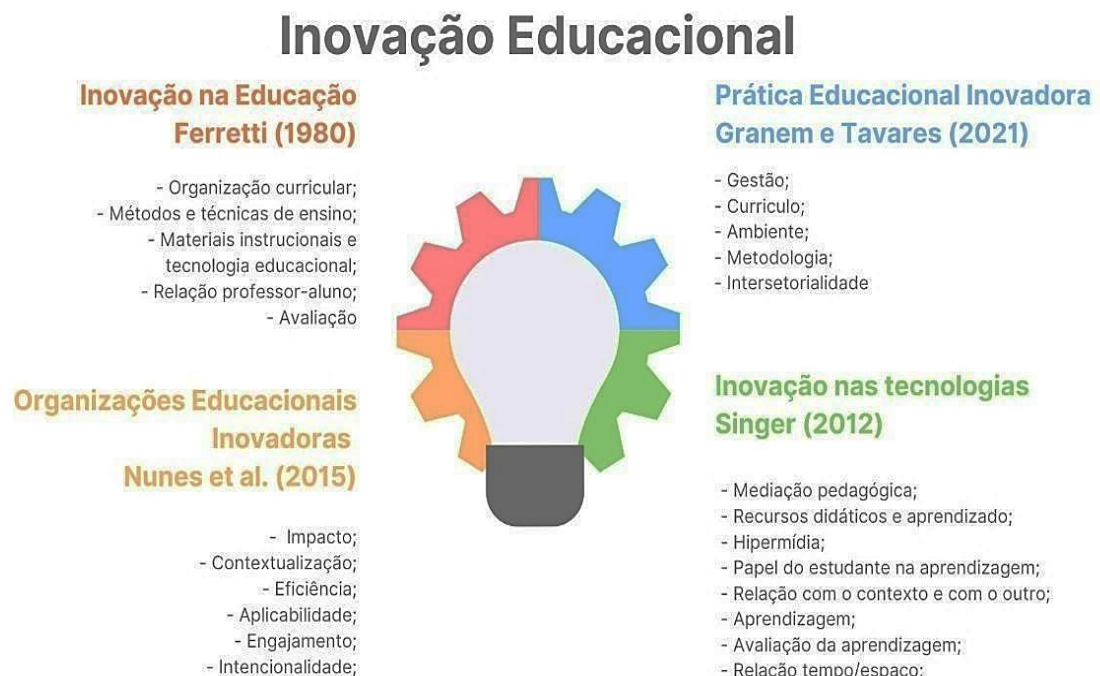 Inovação Educacional
Inovação na Educação
Ferretti (1980)
- Organização curricular;
- Métodos e técnicas de ensino;
- Materiais instrucionais e
tecnologia educacional;
- Relação professor-aluno;
- Avaliação
Organizações Educacionais
Inovadoras
Nunes et al. (2015)
- Impacto;
- Contextualização;
- Eficiência;
- Aplicabilidade;
- Engajamento;
- Intencionalidade;
Prática Educacional Inovadora
Granem e Tavares (2021)
- Gestão;
- Curriculo;
- Ambiente;
- Metodologia;
- Intersetorialidade
Inovação nas tecnologias
Singer (2012)
- Mediação pedagógica;
- Recursos didáticos e aprendizado;
- Hipermídia;
- Papel do estudante na aprendizagem;
- Relação com o contexto e com o outro;
- Aprendizagem;
- Avaliação da aprendizagem;
- Relação tempo/espaço;